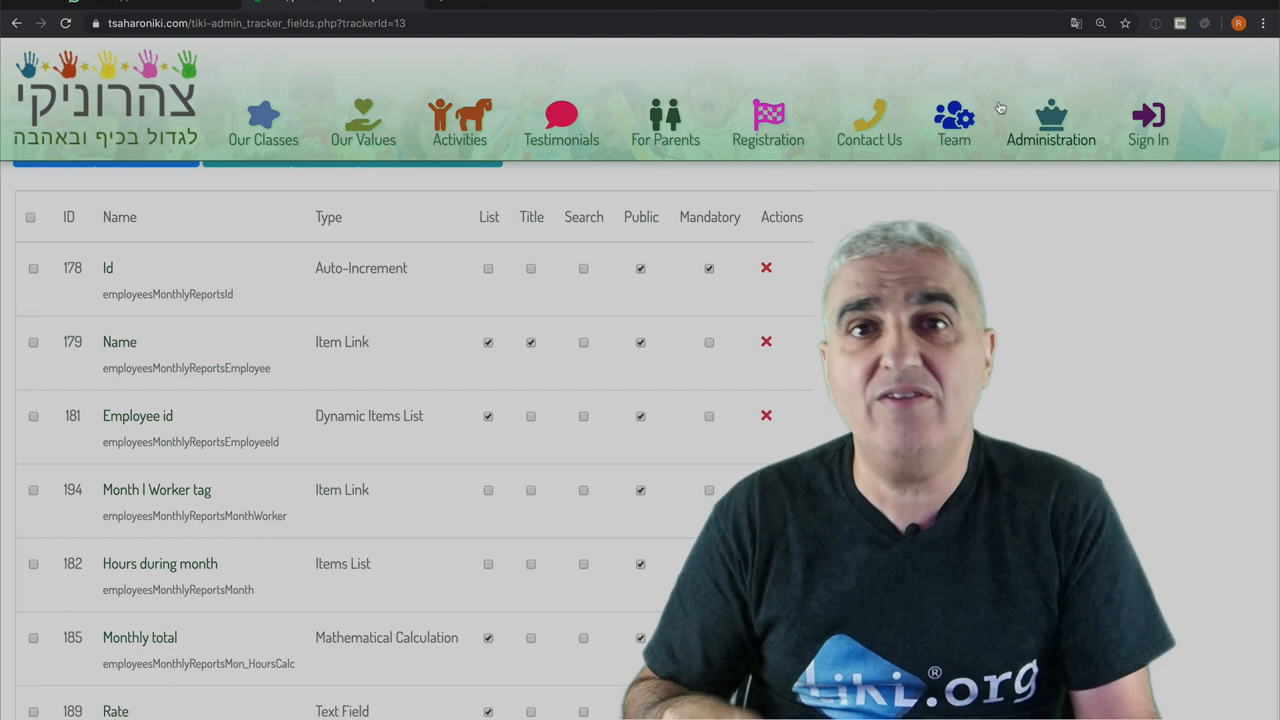 tsaharoniki.com/tiki-admin_tracker_fields.php?trackerId=13
R
צהרוניקי
לגדול בכיף ובאהבה
Our Classes
Our Values
Activities
Testimonials
For Parents
Registration
Contact Us
Team
Administration
Sign In
ID Name Type List Title Search Public Mandatory Actions
178 Id Auto-Increment
employeesMonthlyReportsId
179 Name Item Link
employeesMonthlyReportsEmployee
181 Employee id Dynamic Items List
employeesMonthlyReportsEmployeeId
194 Month | Worker tag Item Link
employeesMonthlyReportsMonthWorker
182 Hours during month Items List
employeesMonthlyReportsMonth
185 Monthly total Mathematical Calculation
employeesMonthlyReportsMon_HoursCalc
189 Rate Text Field
tiki®.org